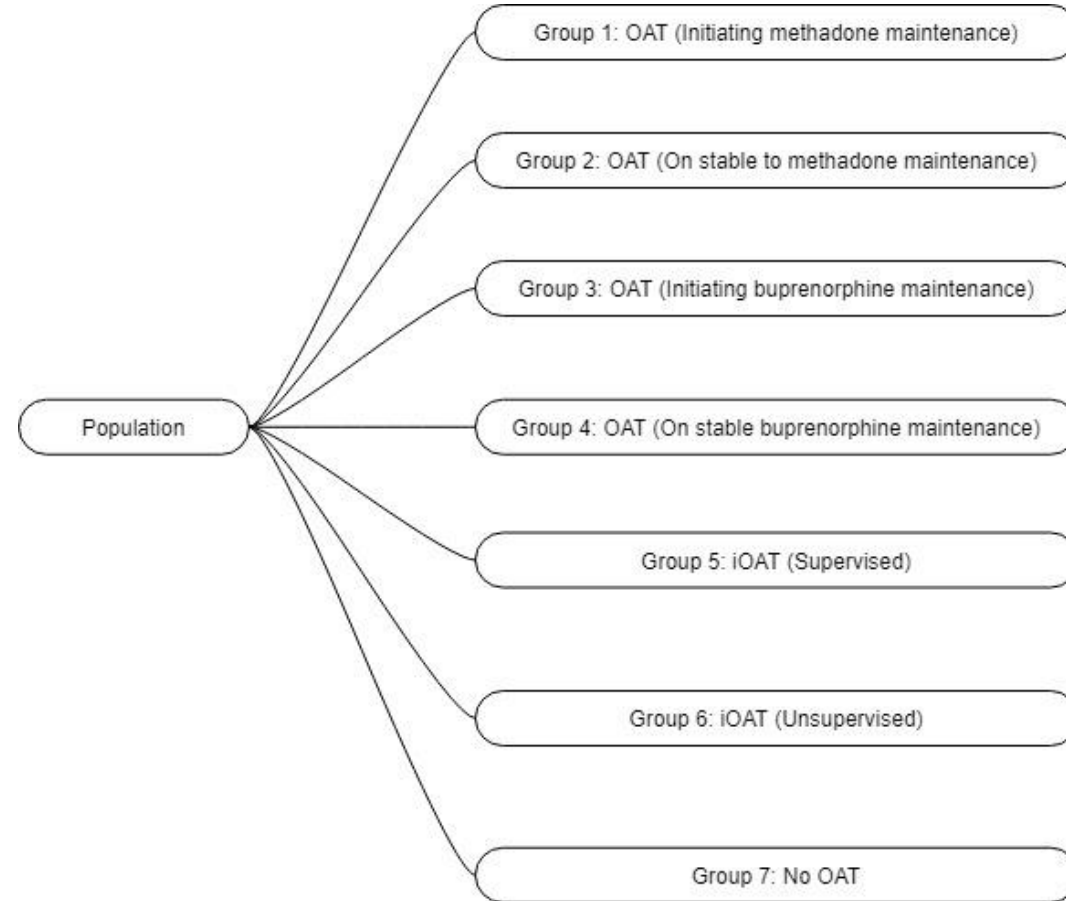 Group 1: OAT (Initiating methadone maintenance)
Group 2: OAT (On stable to methadone maintenance)
Group 3: OAT (Initiating buprenorphine maintenance)
Population
Group 4: OAT (On stable buprenorphine maintenance)
Group 5: iOAT (Supervised)
Group 6: iOAT (Unsupervised)
Group 7: No OAT